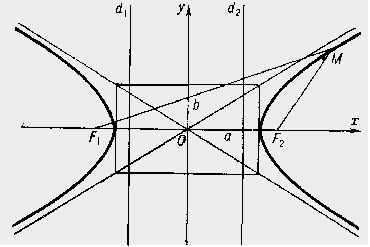 d₁ y d₂
M
b
x
F₁ O a F₂